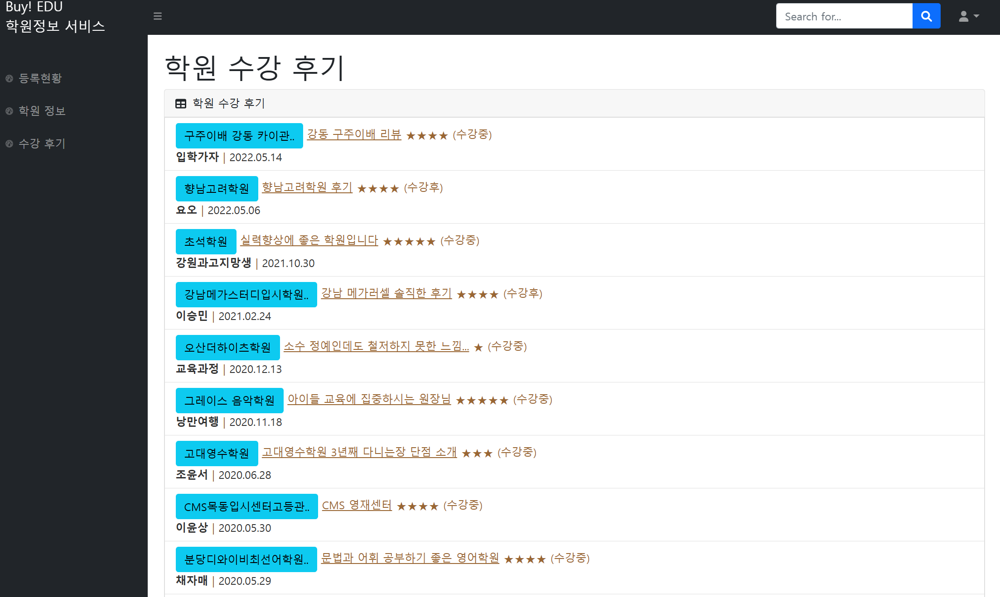 Buy! EDU
학원정보 서비스
Search for...
등록현황
학원 정보
수강 후기
학원 수강 후기
학원 수강 후기
구주이배 강동 카이관.. 강동 구주이배 리뷰 ★★★★ (수강중)
입학가자 | 2022.05.14
향남고려학원 향남고려학원 후기 ★★★★ (수강후)
요오 | 2022.05.06
초석학원 실력향상에 좋은 학원입니다 ★★★★★ (수강중)
강원과고지망생 | 2021.10.30
강남메가스터디입시학원.. 강남 메가러셀 솔직한 후기 ★★★★ (수강후)
이승민 | 2021.02.24
오산더하이츠학원 소수 정예인데도 철저하지 못한 느낌... ★ (수강중)
교육과정 | 2020.12.13
그레이스 음악학원 아이들 교육에 집중하시는 원장님 ★★★★★ (수강중)
낭만여행 | 2020.11.18
고대영수학원 고대영수학원 3년째 다니는장 단점 소개 ★★★ (수강중)
조윤서 | 2020.06.28
CMS목동입시센터고등관.. CMS 영재센터 ★★★★ (수강중)
이윤상 | 2020.05.30
분당디와이비최선어학원.. 문법과 어휘 공부하기 좋은 영어학원 ★★★★ (수강중)
채자매 | 2020.05.29